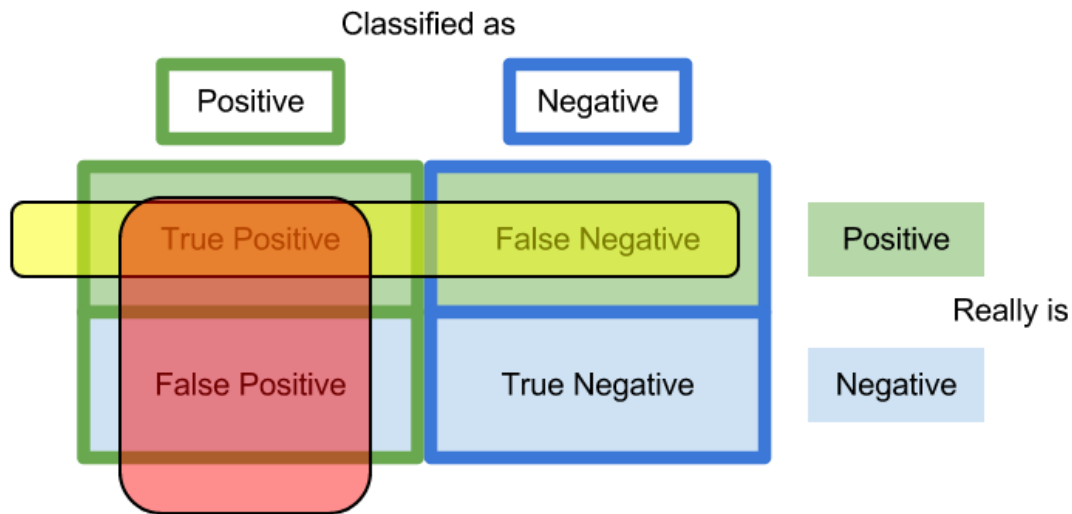 Classified as
Positive Negative
True Positive False Negative Positive
Really is
False Positive True Negative Negative